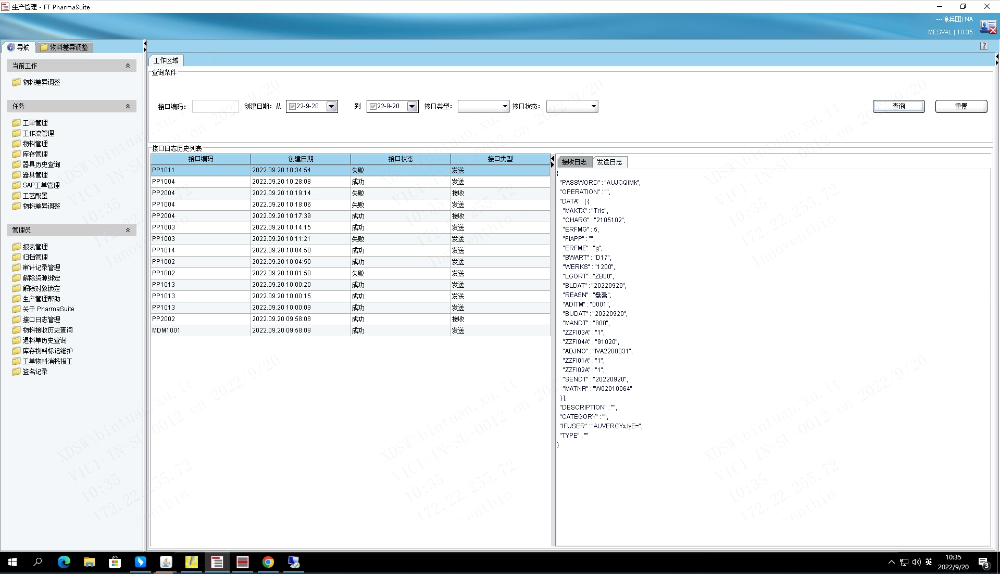 生产管理 - FT PharmaSuite
---徐兵团| NA
MESVAL | 10:35
导航
物料差异调整
当前工作
物料差异调整
任务
工单管理
工作流管理
物料管理
库存管理
器具历史查询
器具管理
SAP工单管理
工艺配置
物料差异调整
管理员
报表管理
归档管理
审计记录管理
解除资源绑定
解除对象锁定
生产管理帮助
关于 PharmaSuite
接口日志管理
物料接收历史查询
退料单历史查询
库存物料标记维护
工单物料消耗报工
签名记录
工作区域
查询条件
接口编码: 创建日期: 从 22-9-20 到 22-9-20 接口类型: 接口状态: 查询 重置
接口日志历史列表
接口编码 创建日期 接口状态 接口类型
PP1011 2022.09.20 10:34:54 失败 发送
PP1004 2022.09.20 10:28:08 成功 发送
PP2004 2022.09.20 10:19:14 失败 接收
PP1004 2022.09.20 10:18:06 失败 发送
PP2004 2022.09.20 10:17:39 成功 接收
PP1003 2022.09.20 10:14:15 成功 发送
PP1003 2022.09.20 10:11:21 失败 发送
PP1014 2022.09.20 10:04:50 成功 发送
PP1002 2022.09.20 10:04:50 成功 发送
PP1002 2022.09.20 10:01:50 失败 发送
PP1013 2022.09.20 10:00:20 成功 发送
PP1013 2022.09.20 10:00:15 成功 发送
PP1013 2022.09.20 10:00:09 成功 发送
PP2002 2022.09.20 09:58:08 成功 接收
MDM1001 2022.09.20 09:58:08 成功 发送
接收日志 发送日志
{
"PASSWORD" : "AUJCQiMk",
"OPERATION" : "",
"DATA" : [{
"MAKTX" : "Tris",
"CHARG" : "2105102",
"ERFMG" : 5,
"FIAPP" : "",
"ERFME" : "g",
"BWART" : "D17",
"WERKS" : "1200",
"LGORT" : "ZB00",
"BLDAT" : "20220920",
"REASN" : "盘盈",
"ADITM" : "0001",
"BUDAT" : "20220920",
"MANDT" : "800",
"ZZFI03A" : "1",
"ZZFI04A" : "91020",
"ADJNO" : "IVA2200031",
"ZZFI01A" : "1",
"ZZFI02A" : "1",
"SENDT" : "20220920",
"MATNR" : "W02010064"
}],
"DESCRIPTION" : "",
"CATEGORY" : "",
"IFUSER" : "AUVERCYxJyE=",
"TYPE" : ""
}
XDSW\bintuan.xu.it
V1C1-IN-SU-0012 on 2022/9/20
10:35
172.22.255.72
Innoventbio
英
10:35
2022/9/20
3